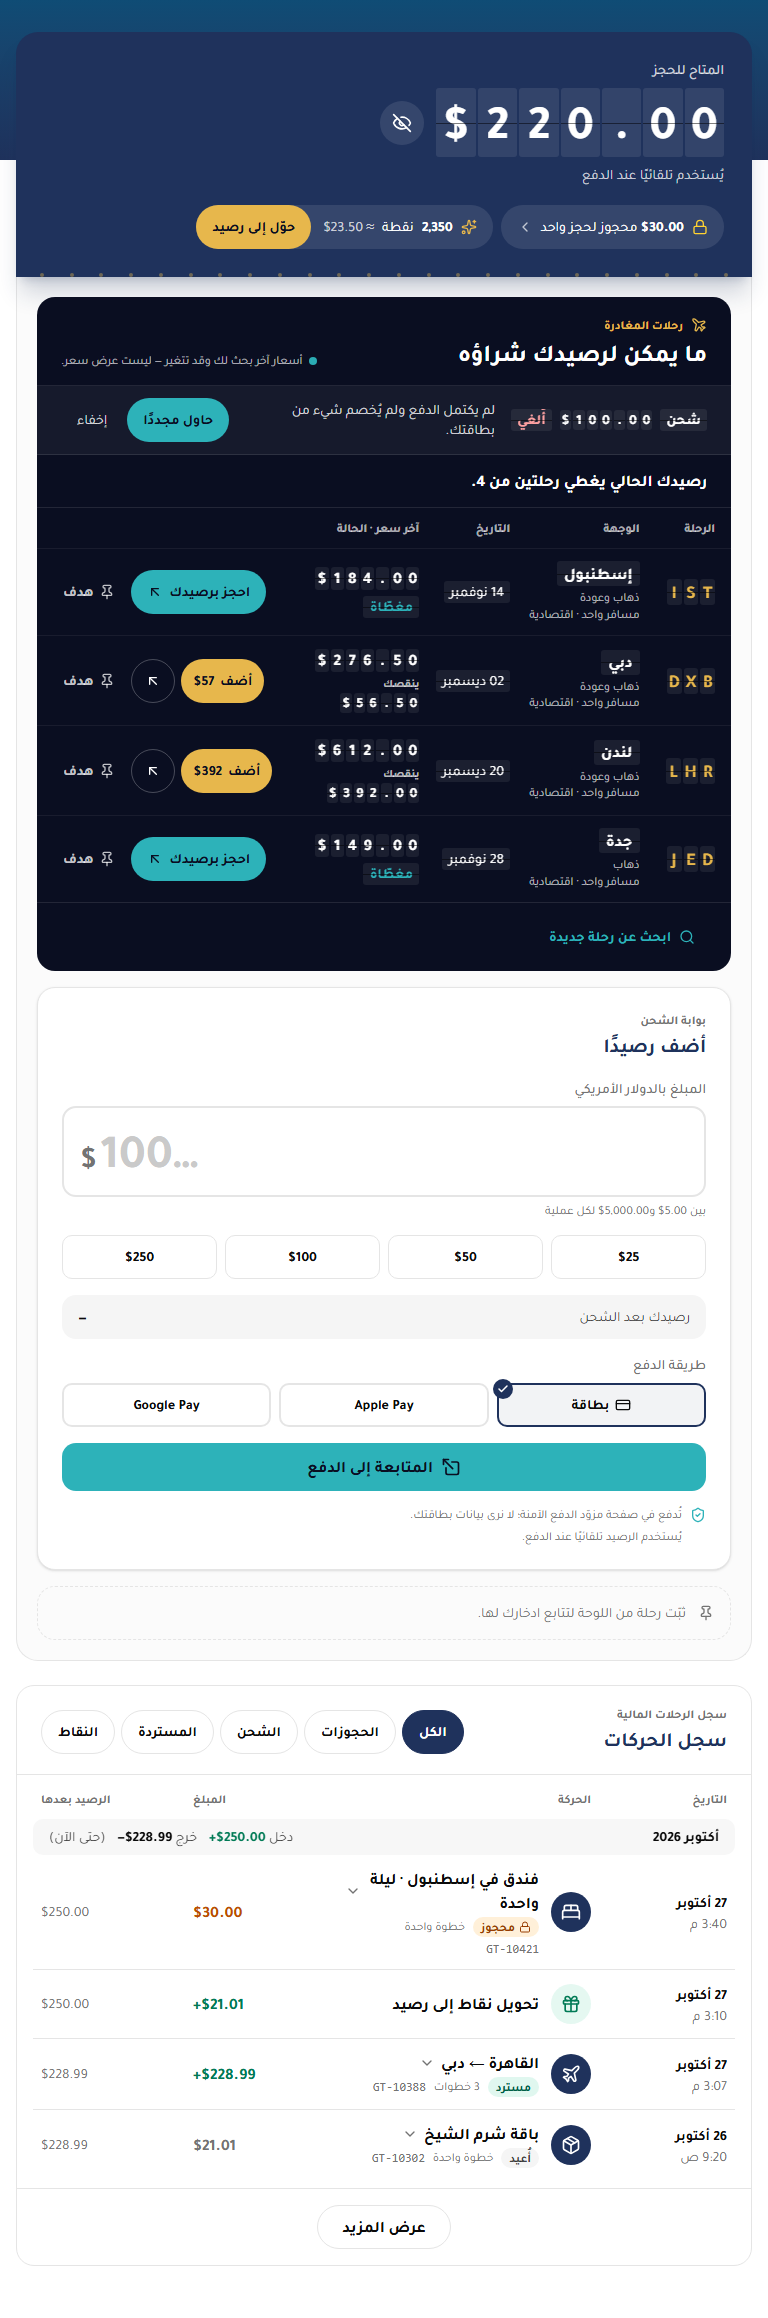 المتاح للحجز
$220.00
يُستخدم تلقائيًا عند الدفع
$30.00 محجوز لحجز واحد
2,350 نقطة ≈ $23.50
حوّل إلى رصيد
رحلات المغادرة
ما يمكن لرصيدك شراؤه
أسعار آخر بحث لك وقد تتغير – ليست عرض سعر.
شحن $100.00 أُلغي
لم يكتمل الدفع ولم يُخصم شيء من بطاقتك.
حاول مجددًا
إخفاء
رصيدك الحالي يغطي رحلتين من 4.
الرحلة الوجهة التاريخ آخر سعر · الحالة
IST
إسطنبول
ذهاب وعودة
مسافر واحد · اقتصادية
14 نوفمبر
$184.00
مغطّاة
احجز برصيدك
هدف
DXB
دبي
ذهاب وعودة
مسافر واحد · اقتصادية
02 ديسمبر
$276.50
ينقصك
$56.50
أضف $57
هدف
LHR
لندن
ذهاب وعودة
مسافر واحد · اقتصادية
20 ديسمبر
$612.00
ينقصك
$392.00
أضف $392
هدف
JED
جدة
ذهاب
مسافر واحد · اقتصادية
28 نوفمبر
$149.00
مغطّاة
احجز برصيدك
هدف
ابحث عن رحلة جديدة
بوابة الشحن
أضف رصيدًا
المبلغ بالدولار الأمريكي
$ 100...
بين $5.00 و$5,000.00 لكل عملية
$25 $50 $100 $250
رصيدك بعد الشحن –
طريقة الدفع
بطاقة Apple Pay Google Pay
المتابعة إلى الدفع
تُدفع في صفحة مزوّد الدفع الآمنة؛ لا نرى بيانات بطاقتك.
يُستخدم الرصيد تلقائيًا عند الدفع.
ثبّت رحلة من اللوحة لتتابع ادخارك لها.
سجل الرحلات المالية
سجل الحركات
الكل الحجوزات الشحن المستردة النقاط
التاريخ الحركة المبلغ الرصيد بعدها
أكتوبر 2026 دخل +$250.00 خرج –$228.99 (حتى الآن)
27 أكتوبر
3:40 م
فندق في إسطنبول · ليلة واحدة
محجوز خطوة واحدة
GT-10421
$30.00
$250.00
27 أكتوبر
3:10 م
تحويل نقاط إلى رصيد
+$21.01
$250.00
27 أكتوبر
3:07 م
القاهرة ← دبي
مسترد 3 خطوات GT-10388
+$228.99
$228.99
26 أكتوبر
9:20 ص
باقة شرم الشيخ
أُعيد خطوة واحدة GT-10302
$21.01
$228.99
عرض المزيد